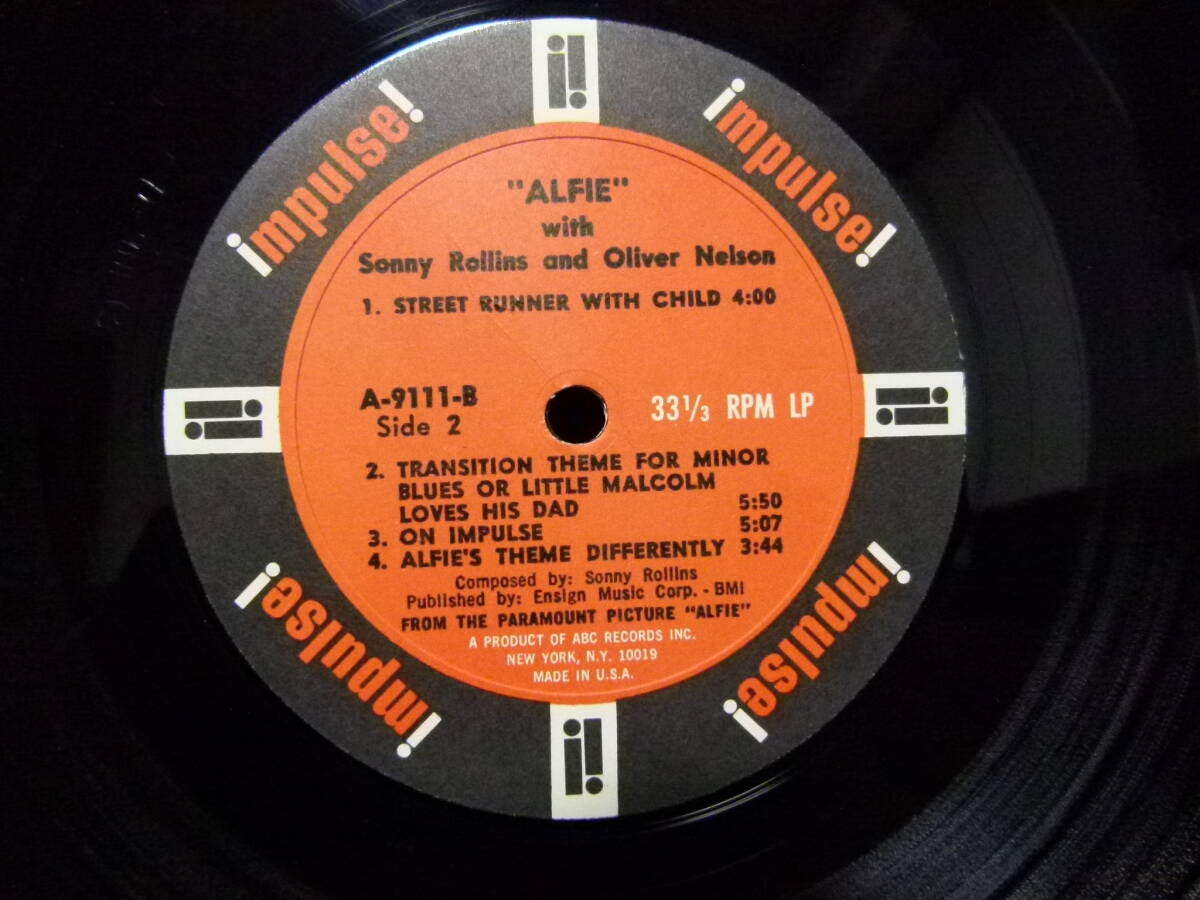 impulse!
impulse!
"ALFIE"
with
Sonny Rollins and Oliver Nelson
1. STREET RUNNER WITH CHILD 4:00
A-9111-B
Side 2
33⅓ RPM LP
2. TRANSITION THEME FOR MINOR
BLUES OR LITTLE MALCOLM
LOVES HIS DAD 5:50
3. ON IMPULSE 5:07
4. ALFIE'S THEME DIFFERENTLY 3:44
Composed by: Sonny Rollins
Published by: Ensign Music Corp. - BMI
FROM THE PARAMOUNT PICTURE "ALFIE"
A PRODUCT OF ABC RECORDS INC.
NEW YORK, N.Y. 10019
MADE IN U.S.A.
impulse!
impulse!